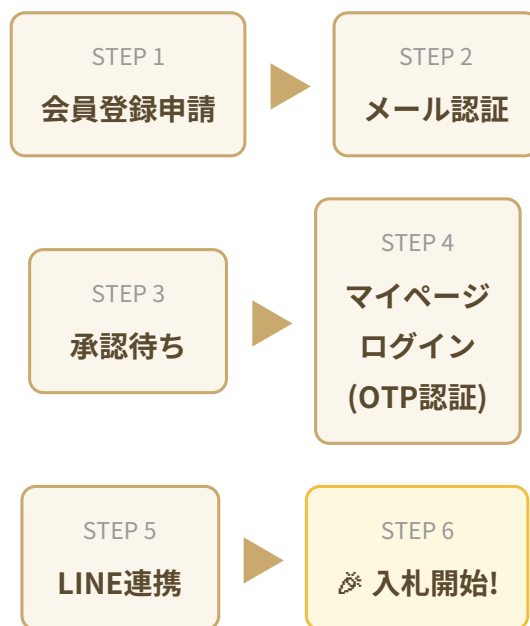 STEP 1
会員登録申請
STEP 2
メール認証
STEP 3
承認待ち
STEP 4
マイページ
ログイン
(OTP認証)
STEP 5
LINE連携
STEP 6
🎉 入札開始!